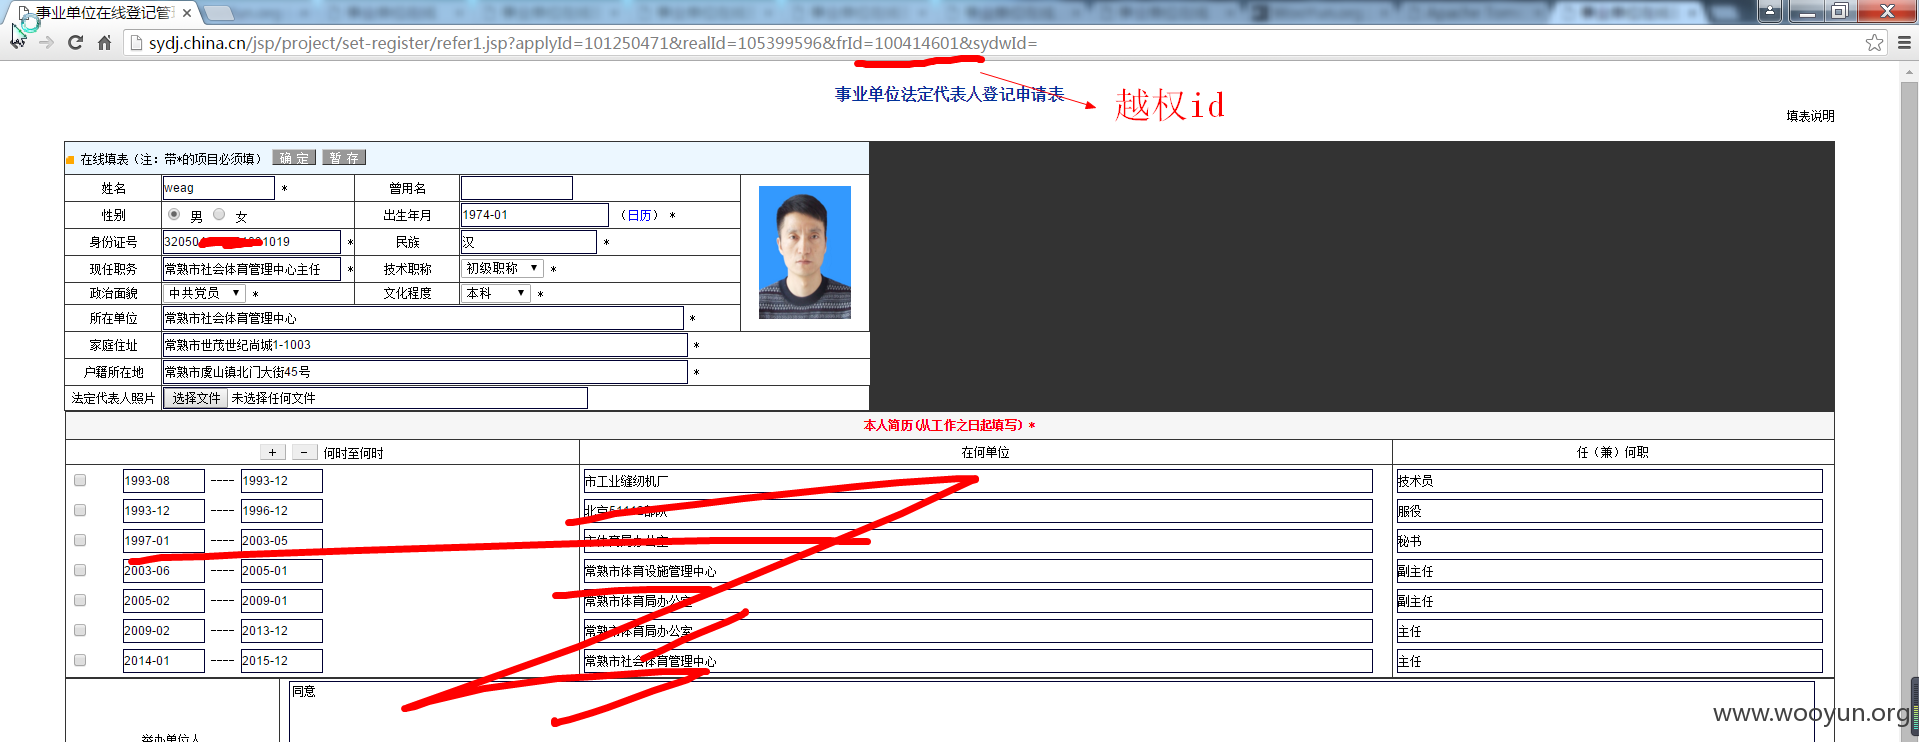 事业单位在线登记管
sydj.china.cn/jsp/project/set-register/refer1.jsp?applyId=101250471&realId=105399596&frId=100414601&sydwId=
事业单位法定代表人登记申请表
越权id
填表说明
在线填表（注：带*的项目必须填） 确 定 暂 存
姓名 weag * 曾用名
性别 男 女 出生年月 1974-01 （日历） *
身份证号 32050 1019 * 民族 汉 *
现任职务 常熟市社会体育管理中心主任 * 技术职称 初级职称 *
政治面貌 中共党员 * 文化程度 本科 *
所在单位 常熟市社会体育管理中心 *
家庭住址 常熟市世茂世纪尚城1-1003 *
户籍所在地 常熟市虞山镇北门大街45号 *
法定代表人照片 选择文件 未选择任何文件
本人简历(从工作之日起填写) *
+ - 何时至何时 在何单位 任（兼）何职
1993-08 ---- 1993-12 市工业缝纫机厂 技术员
1993-12 ---- 1996-12 北京 部队 服役
1997-01 ---- 2003-05 市体育局办公室 秘书
2003-06 ---- 2005-01 常熟市体育设施管理中心 副主任
2005-02 ---- 2009-01 常熟市体育局办公室 副主任
2009-02 ---- 2013-12 常熟市体育局办公室 主任
2014-01 ---- 2015-12 常熟市社会体育管理中心 主任
同意
举办单位人
www.wooyun.org